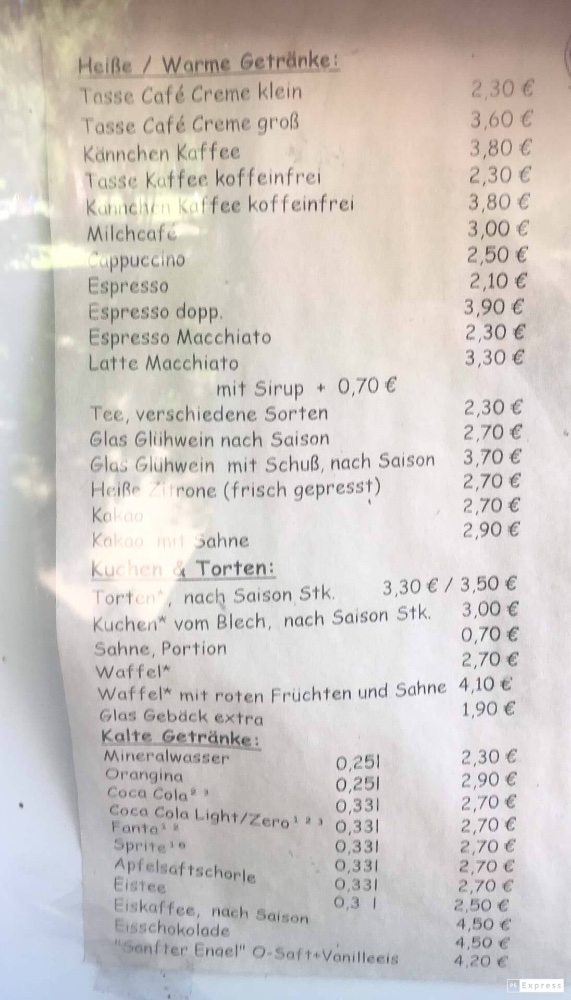 Heiße / Warme Getränke:
Tasse Café Creme klein 2,30 €
Tasse Café Creme groß 3,60 €
Kännchen Kaffee 3,80 €
Tasse Kaffee koffeinfrei 2,30 €
Kännchen Kaffee koffeinfrei 3,80 €
Milchcafé 3,00 €
Cappuccino 2,50 €
Espresso 2,10 €
Espresso dopp. 3,90 €
Espresso Macchiato 2,30 €
Latte Macchiato 3,30 €
mit Sirup + 0,70 €
Tee, verschiedene Sorten 2,30 €
Glas Glühwein nach Saison 2,70 €
Glas Glühwein mit Schuß, nach Saison 3,70 €
Heiße Zitrone (frisch gepresst) 2,70 €
Kakao 2,70 €
Kakao mit Sahne 2,90 €
Kuchen & Torten:
Torten*, nach Saison Stk. 3,30 € / 3,50 €
Kuchen* vom Blech, nach Saison Stk. 3,00 €
Sahne, Portion 0,70 €
Waffel* 2,70 €
Waffel* mit roten Früchten und Sahne 4,10 €
Glas Gebäck extra 1,90 €
Kalte Getränke:
Mineralwasser 0,25l 2,30 €
Orangina 0,25l 2,90 €
Coca Cola² ³ 0,33l 2,70 €
Coca Cola Light/Zero¹ ² ³ 0,33l 2,70 €
Fanta¹ ² 0,33l 2,70 €
Sprite 0,33l 2,70 €
Apfelsaftschorle 0,33l 2,70 €
Eistee 0,3 l 2,50 €
Eiskaffee, nach Saison 4,50 €
Eisschokolade 4,50 €
"Sanfter Engel" O-Saft+Vanilleeis 4,20 €
Express